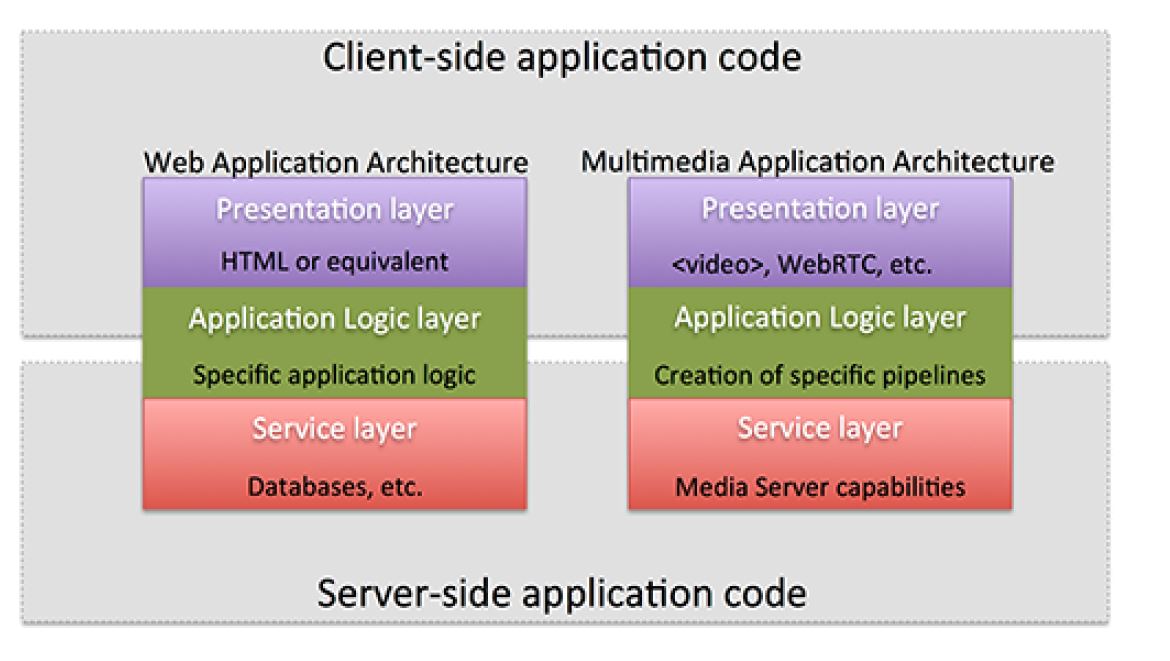 Client-side application code
Web Application Architecture
Presentation layer
HTML or equivalent
Application Logic layer
Specific application logic
Service layer
Databases, etc.
Multimedia Application Architecture
Presentation layer
<video>, WebRTC, etc.
Application Logic layer
Creation of specific pipelines
Service layer
Media Server capabilities
Server-side application code